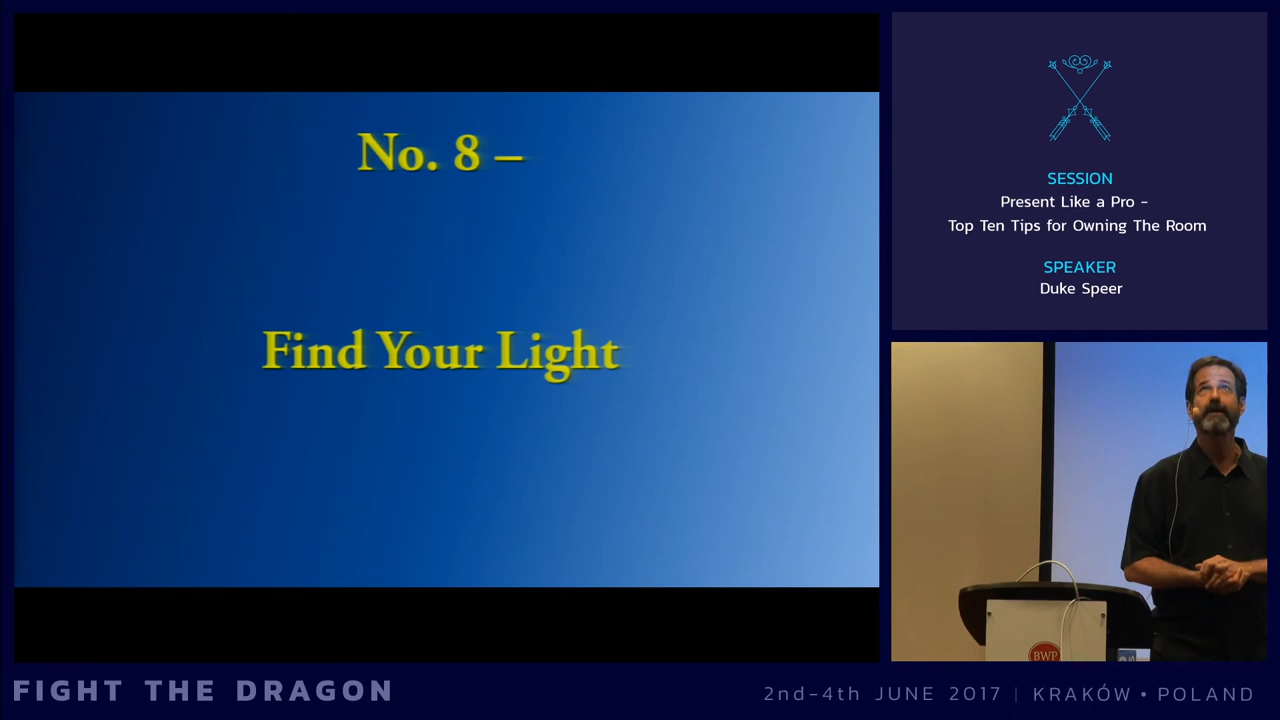 No. 8 –
Find Your Light
SESSION
Present Like a Pro –
Top Ten Tips for Owning The Room
SPEAKER
Duke Speer
BWP
FIGHT THE DRAGON
2nd–4th JUNE 2017 | KRAKÓW • POLAND